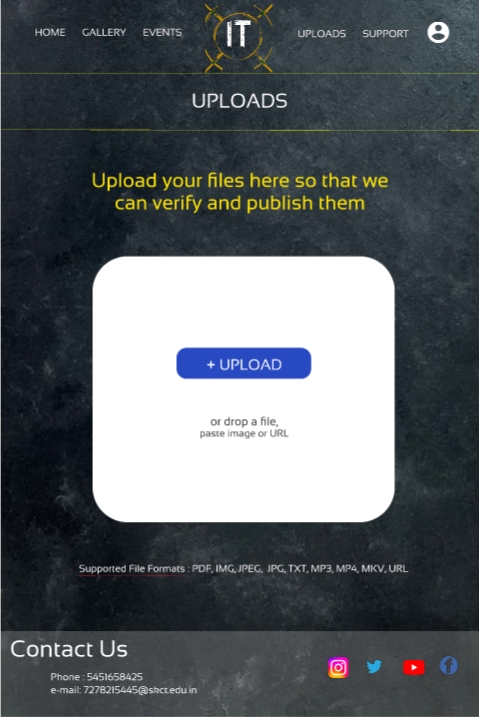 HOME GALLERY EVENTS IT UPLOADS SUPPORT
UPLOADS
Upload your files here so that we
can verify and publish them
+ UPLOAD
or drop a file,
paste image or URL
Supported File Formats : PDF, IMG, JPEG, JPG, TXT, MP3, MP4, MKV, URL
Contact Us
Phone : 5451658425
e-mail: 7278215445@skct.edu.in